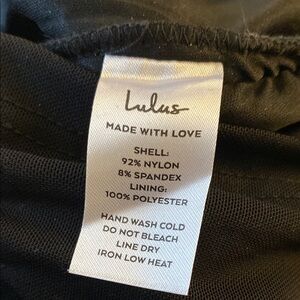 Lulus
MADE WITH LOVE
SHELL:
92% NYLON
8% SPANDEX
LINING:
100% POLYESTER
HAND WASH COLD
DO NOT BLEACH
LINE DRY
IRON LOW HEAT